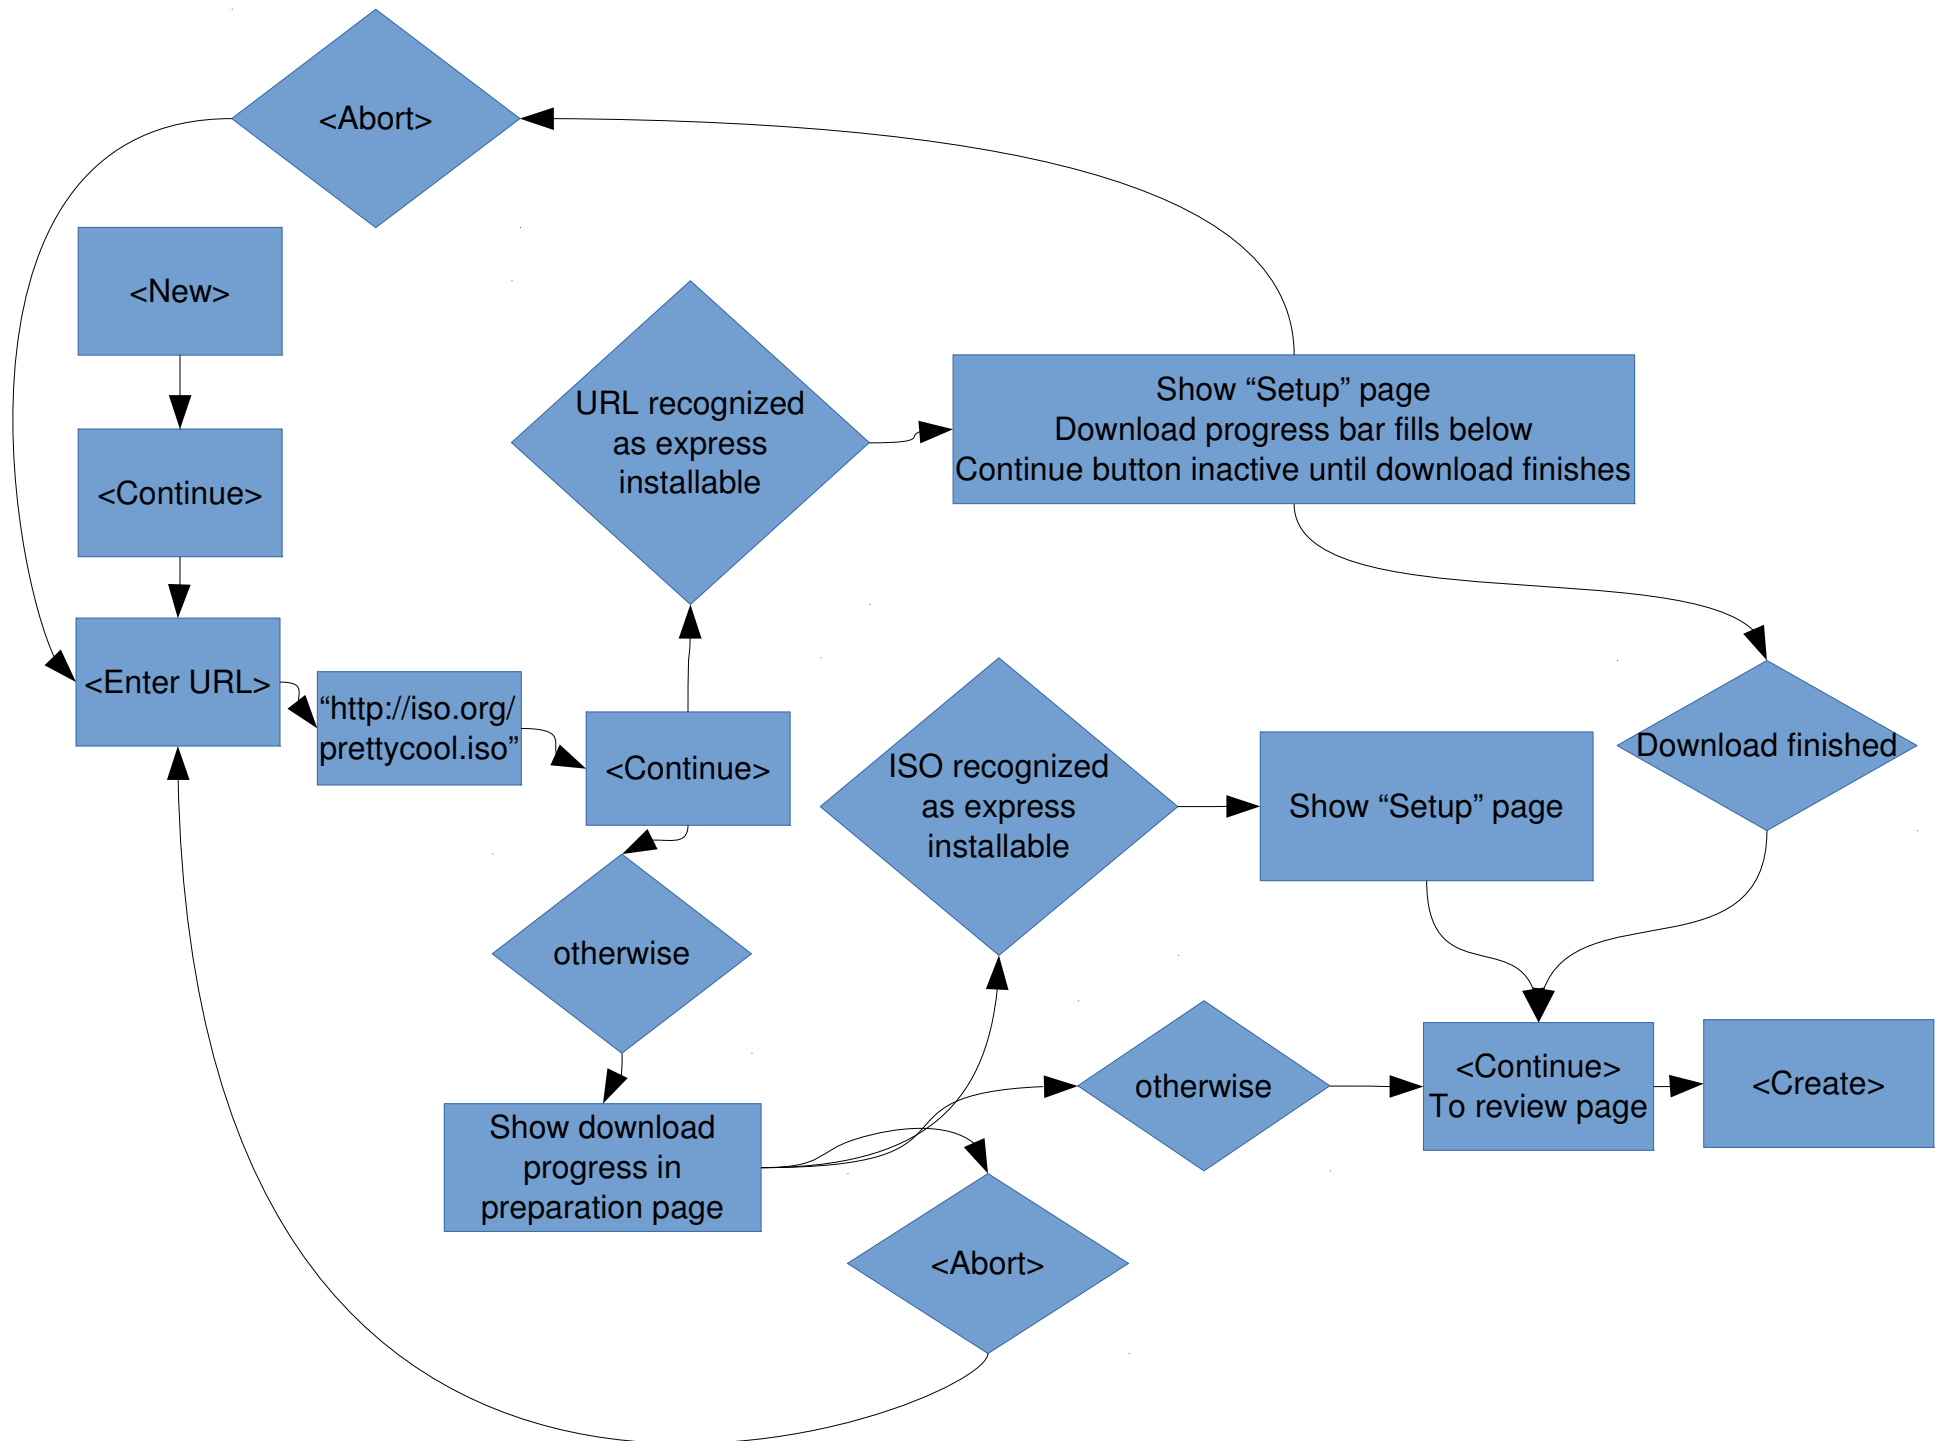 <Abort>
<New>
<Continue>
<Enter URL>
“http://iso.org/
prettycool.iso”
<Continue>
URL recognized
as express
installable
Show “Setup” page
Download progress bar fills below
Continue button inactive until download finishes
Download finished
otherwise
Show download
progress in
preparation page
ISO recognized
as express
installable
Show “Setup” page
otherwise
<Abort>
<Continue>
To review page
<Create>